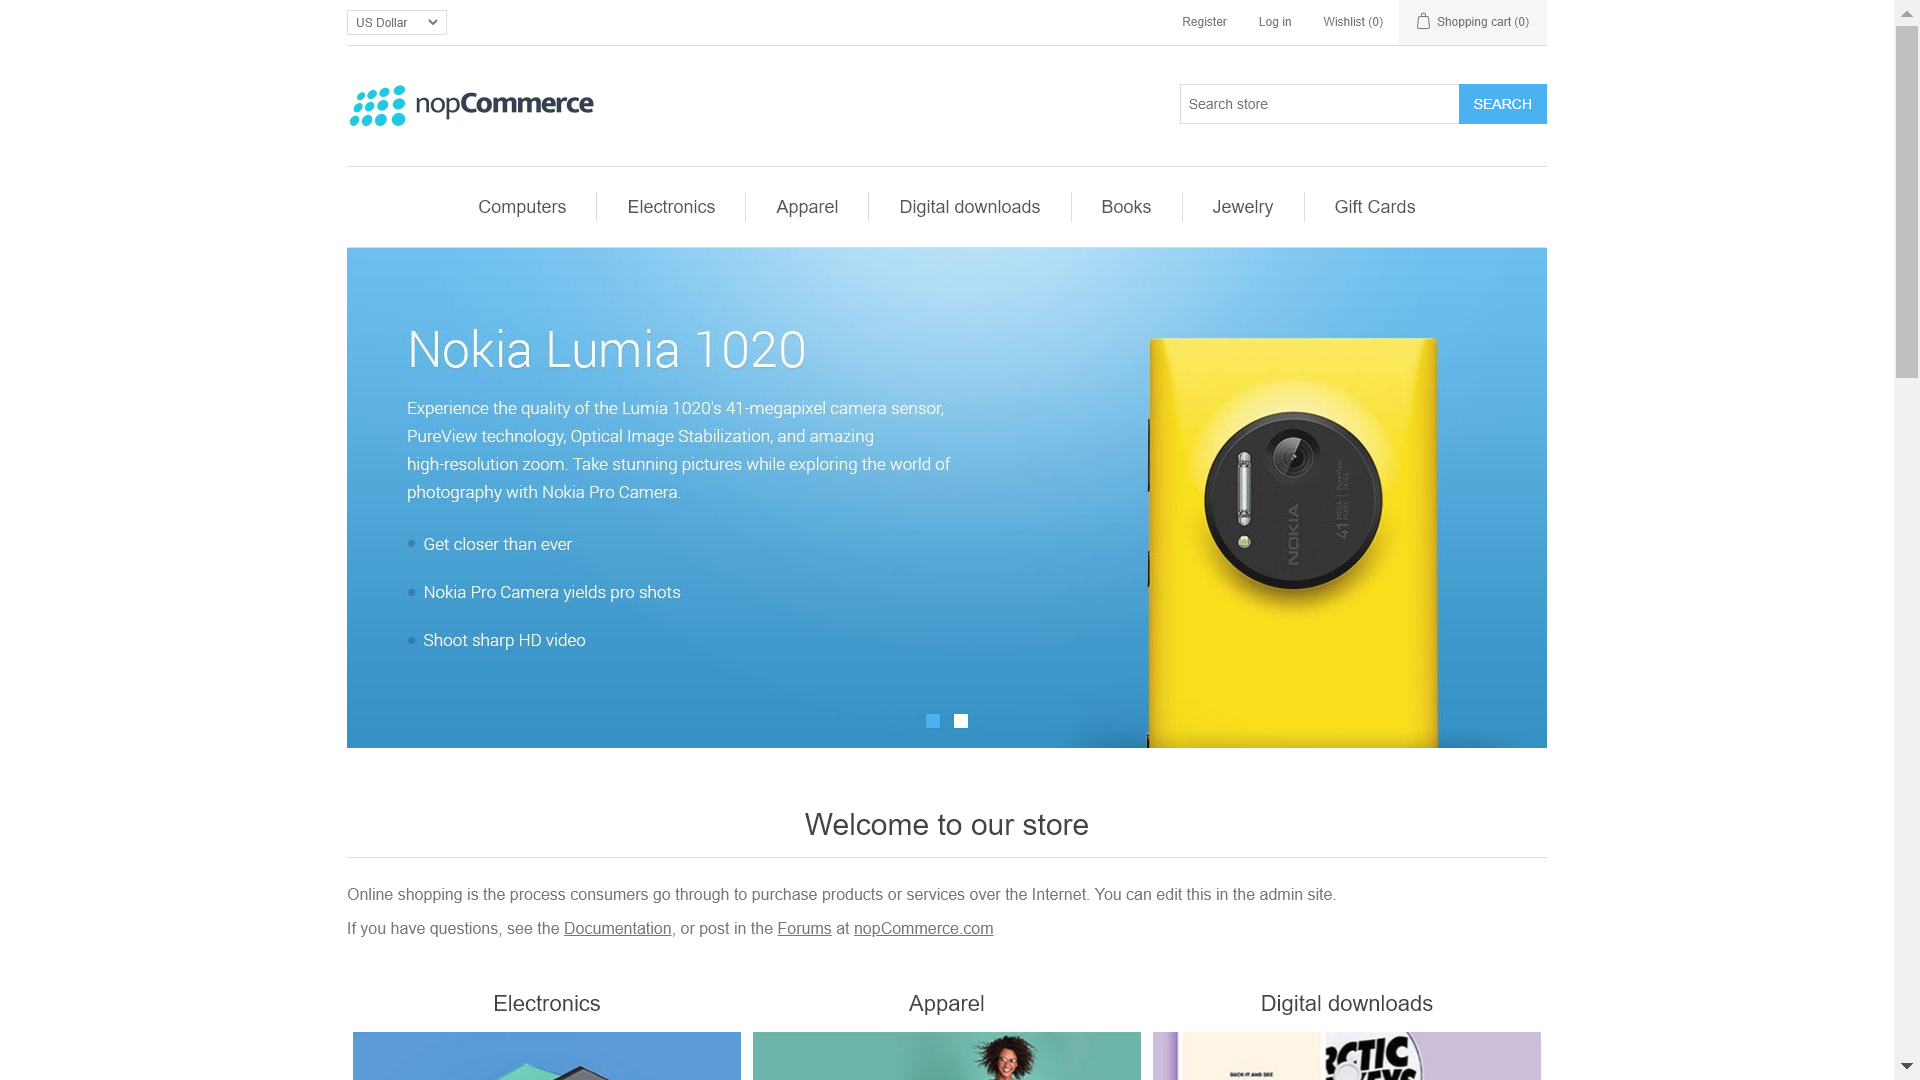 US Dollar
Register
Log in
Wishlist (0)
Shopping cart (0)
nopCommerce
Search store
SEARCH
Computers
Electronics
Apparel
Digital downloads
Books
Jewelry
Gift Cards
Nokia Lumia 1020
Experience the quality of the Lumia 1020's 41-megapixel camera sensor,
PureView technology, Optical Image Stabilization, and amazing
high-resolution zoom. Take stunning pictures while exploring the world of
photography with Nokia Pro Camera.
Get closer than ever
Nokia Pro Camera yields pro shots
Shoot sharp HD video
NOKIA
41
Welcome to our store
Online shopping is the process consumers go through to purchase products or services over the Internet. You can edit this in the admin site.
If you have questions, see the Documentation, or post in the Forums at nopCommerce.com
Electronics
Apparel
Digital downloads
SUCK IT AND SEE